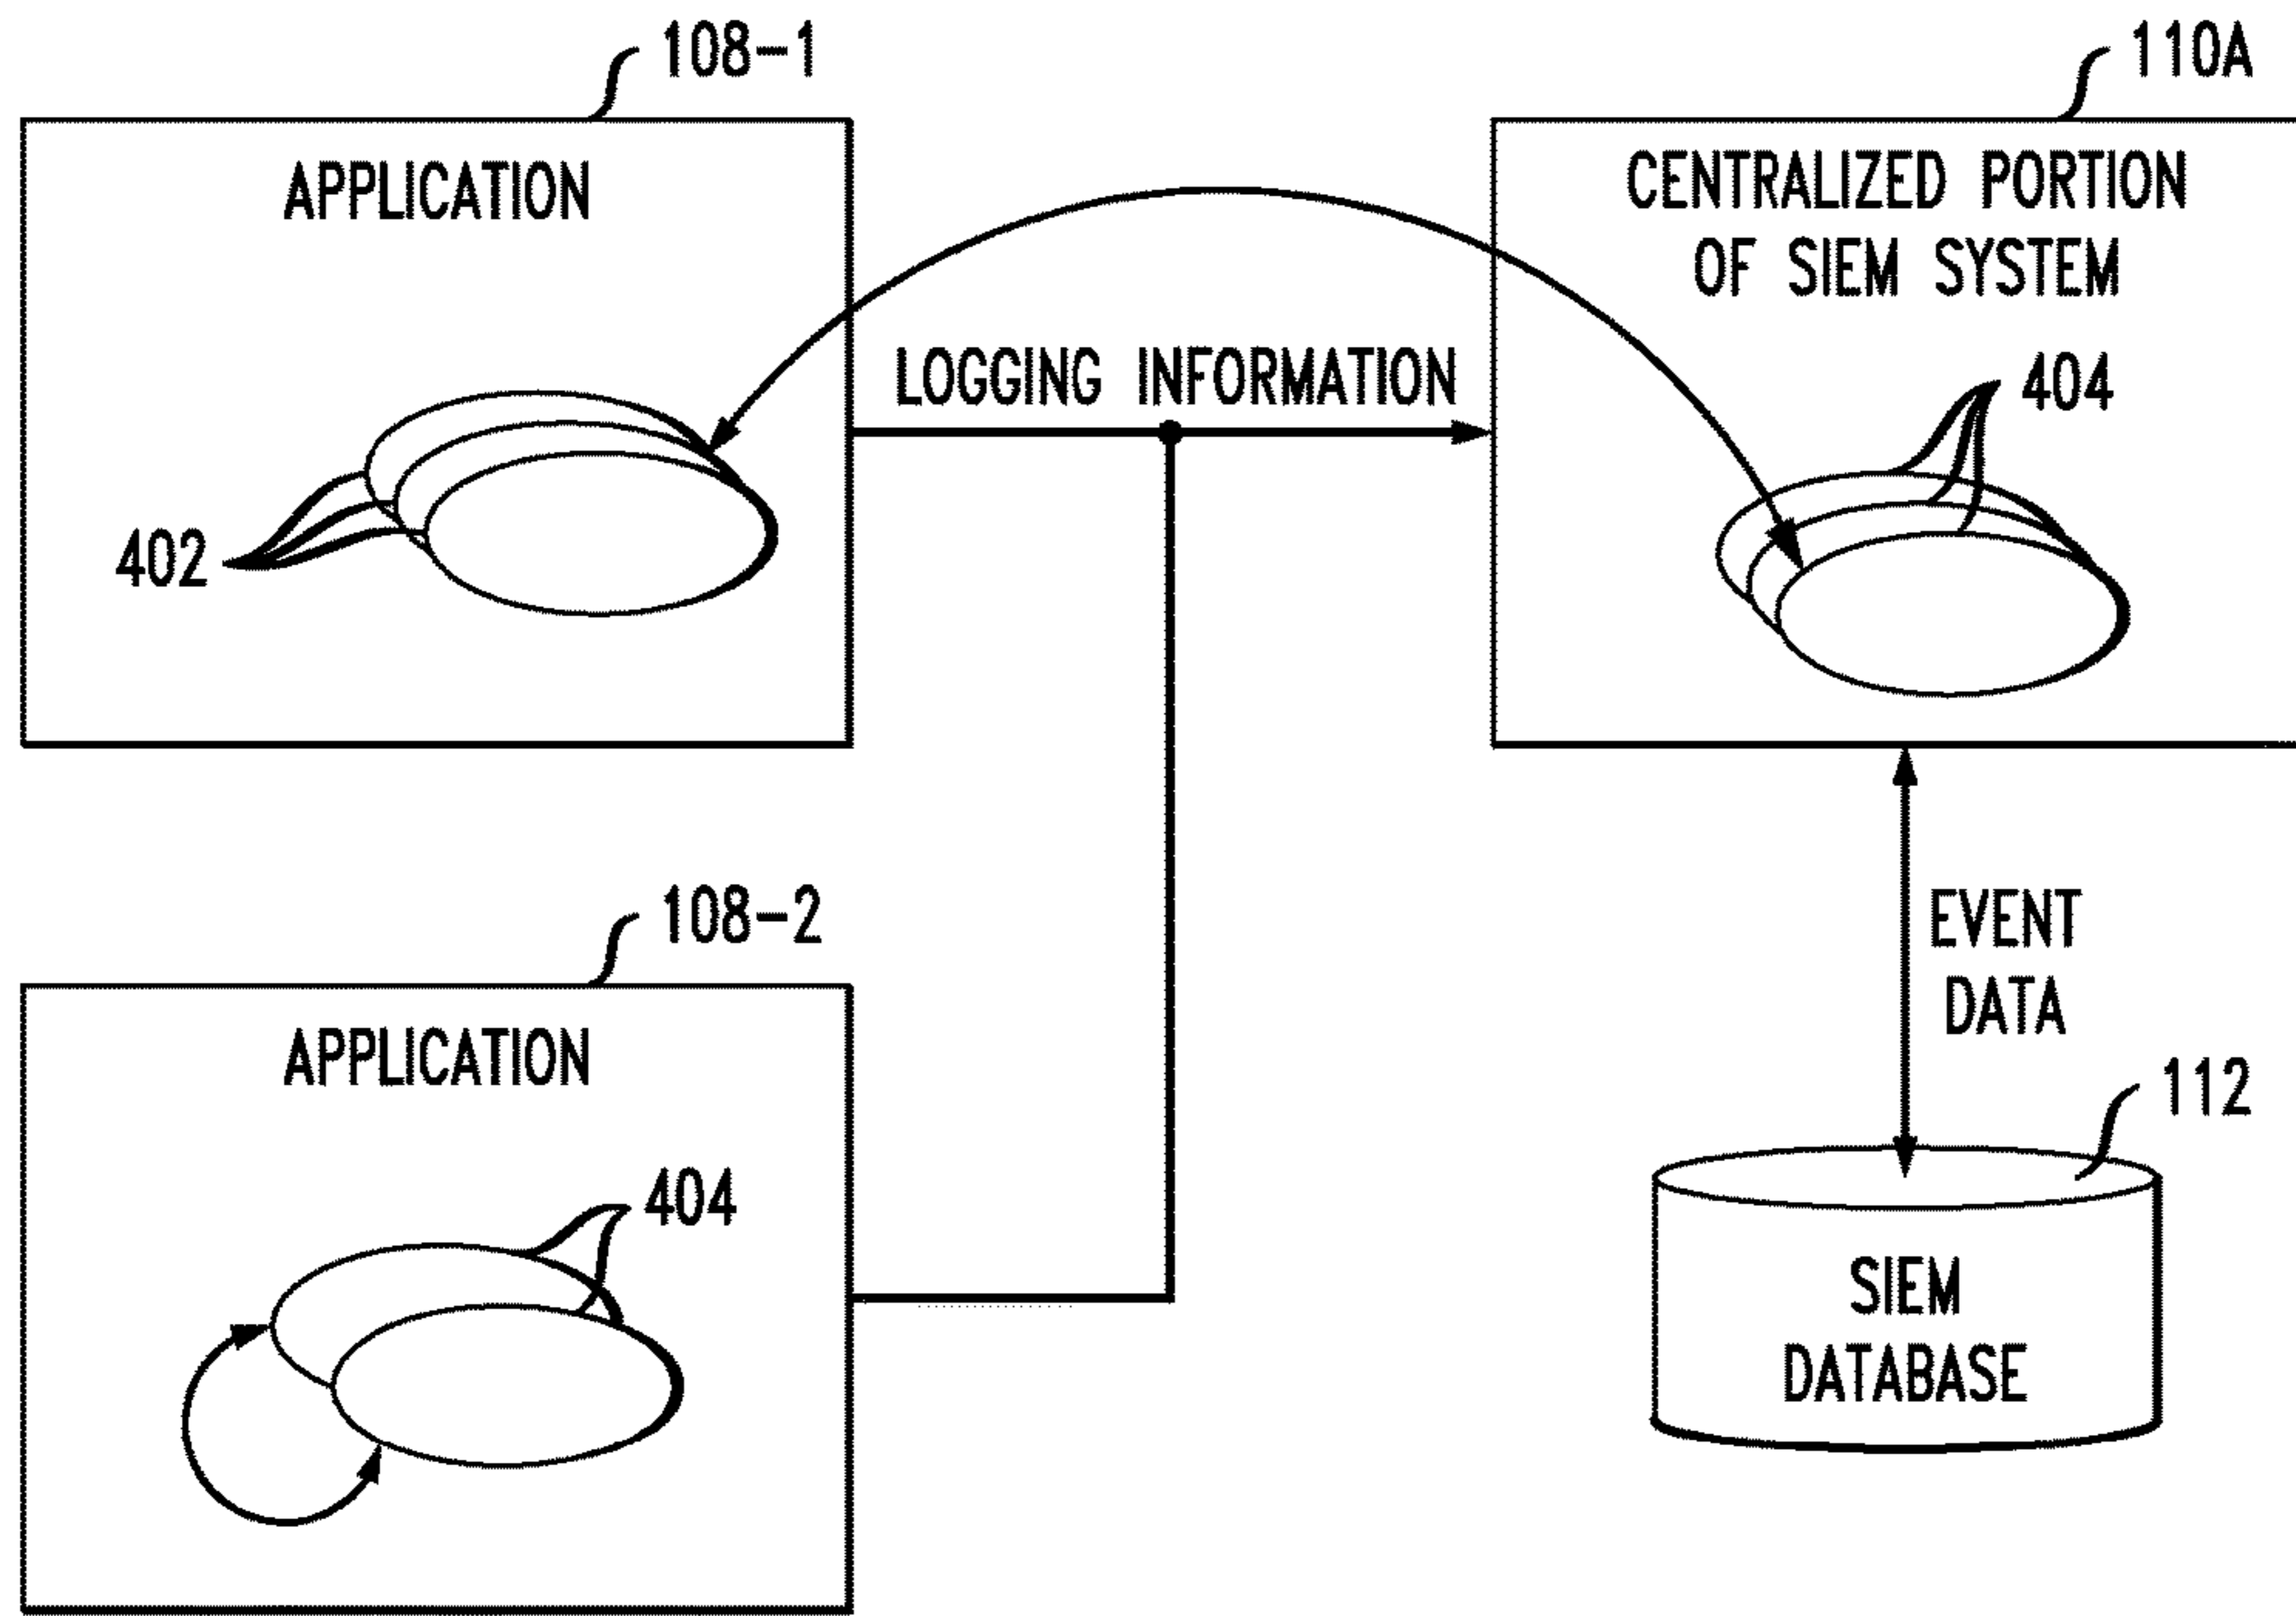 108-1
110A
APPLICATION
CENTRALIZED PORTION
OF SIEM SYSTEM
LOGGING INFORMATION
404
402
108-2
EVENT
DATA
APPLICATION
112
404
SIEM
DATABASE